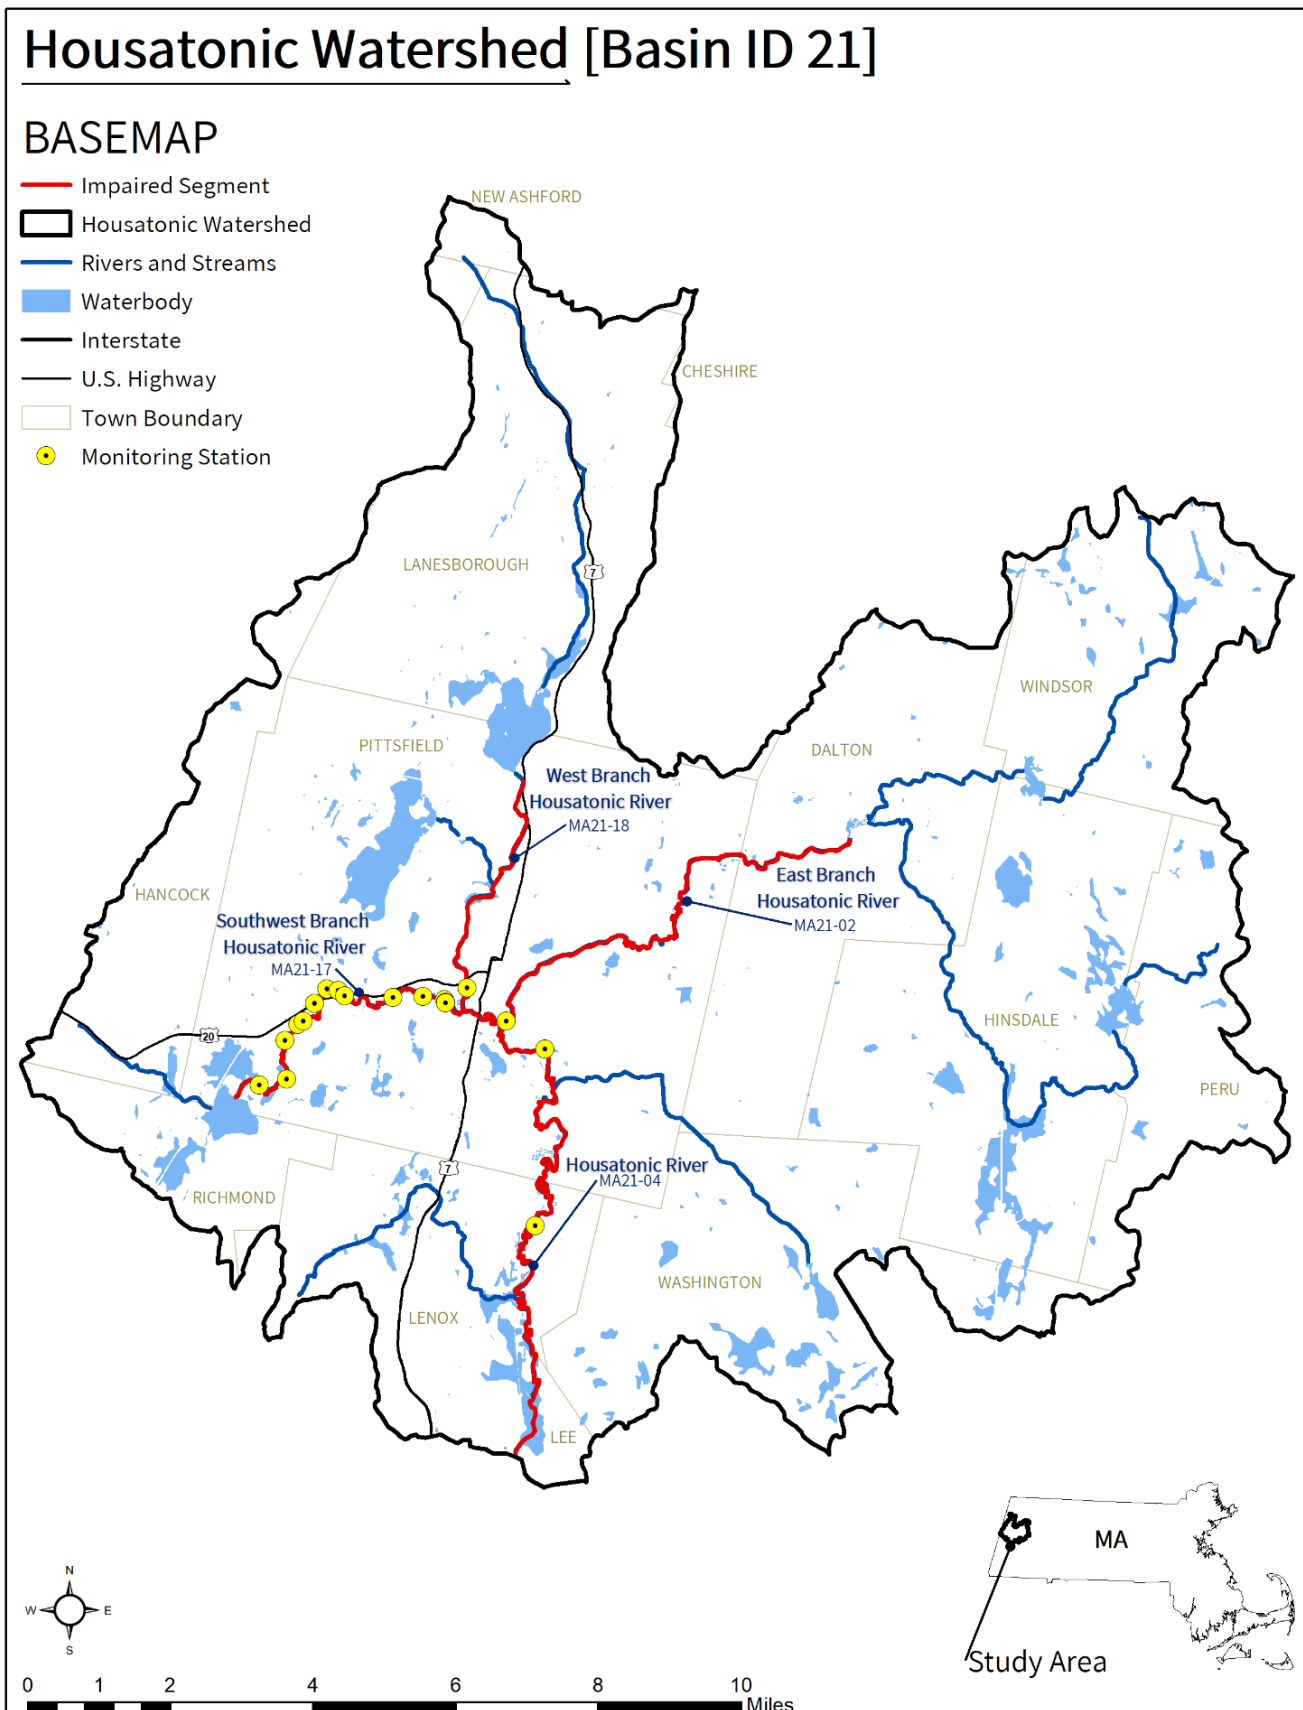 Housatonic Watershed [Basin ID 21]
BASEMAP
Impaired Segment
Housatonic Watershed
Rivers and Streams
Waterbody
Interstate
U.S. Highway
Town Boundary
Monitoring Station
NEW ASHFORD
CHESHIRE
LANESBOROUGH
7
WINDSOR
PITTSFIELD
DALTON
West Branch
Housatonic River
MA21-18
East Branch
Housatonic River
MA21-02
HANCOCK
Southwest Branch
Housatonic River
MA21-17
20
HINSDALE
PERU
7
Housatonic River
MA21-04
RICHMOND
WASHINGTON
LENOX
LEE
MA
Study Area
N
W E
S
0 1 2 4 6 8 10
Miles